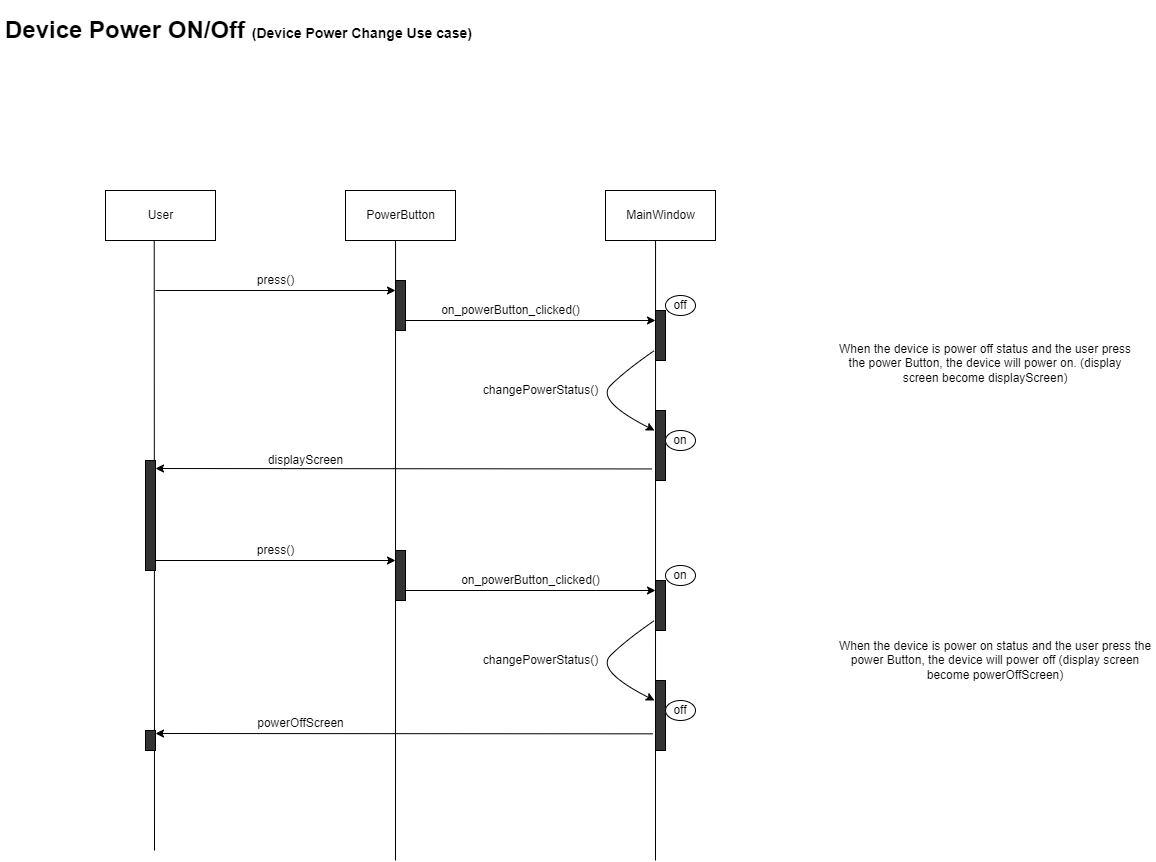 Device Power ON/Off (Device Power Change Use case)
User
PowerButton
MainWindow
press()
on_powerButton_clicked()
off
When the device is power off status and the user press
the power Button, the device will power on. (display
screen become displayScreen)
changePowerStatus()
on
displayScreen
press()
on_powerButton_clicked()
on
When the device is power on status and the user press the
power Button, the device will power off (display screen
become powerOffScreen)
changePowerStatus()
off
powerOffScreen